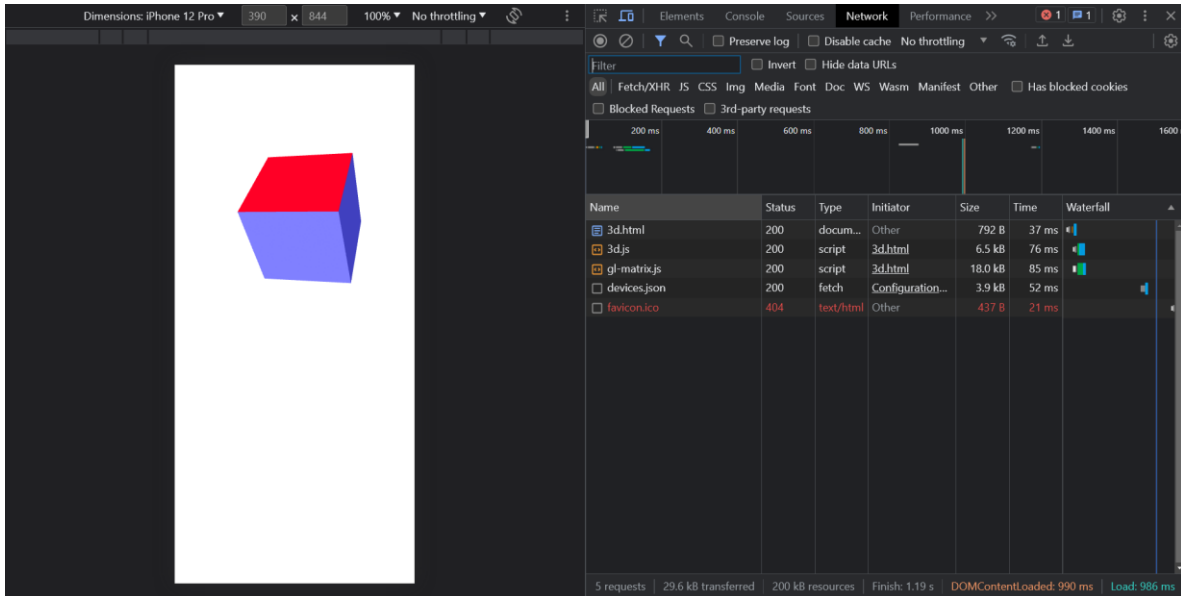 Dimensions: iPhone 12 Pro ▼ 390 x 844 100% ▼ No throttling ▼
Elements Console Sources Network Performance >> 1 1
Preserve log Disable cache No throttling ▼
Filter Invert Hide data URLs
All Fetch/XHR JS CSS Img Media Font Doc WS Wasm Manifest Other Has blocked cookies
Blocked Requests 3rd-party requests
200 ms 400 ms 600 ms 800 ms 1000 ms 1200 ms 1400 ms 1600
Name Status Type Initiator Size Time Waterfall
3d.html 200 docum... Other 792 B 37 ms
3d.js 200 script 3d.html 6.5 kB 76 ms
gl-matrix.js 200 script 3d.html 18.0 kB 85 ms
devices.json 200 fetch Configuration... 3.9 kB 52 ms
favicon.ico 404 text/html Other 437 B 21 ms
5 requests 29.6 kB transferred 200 kB resources Finish: 1.19 s DOMContentLoaded: 990 ms Load: 986 ms